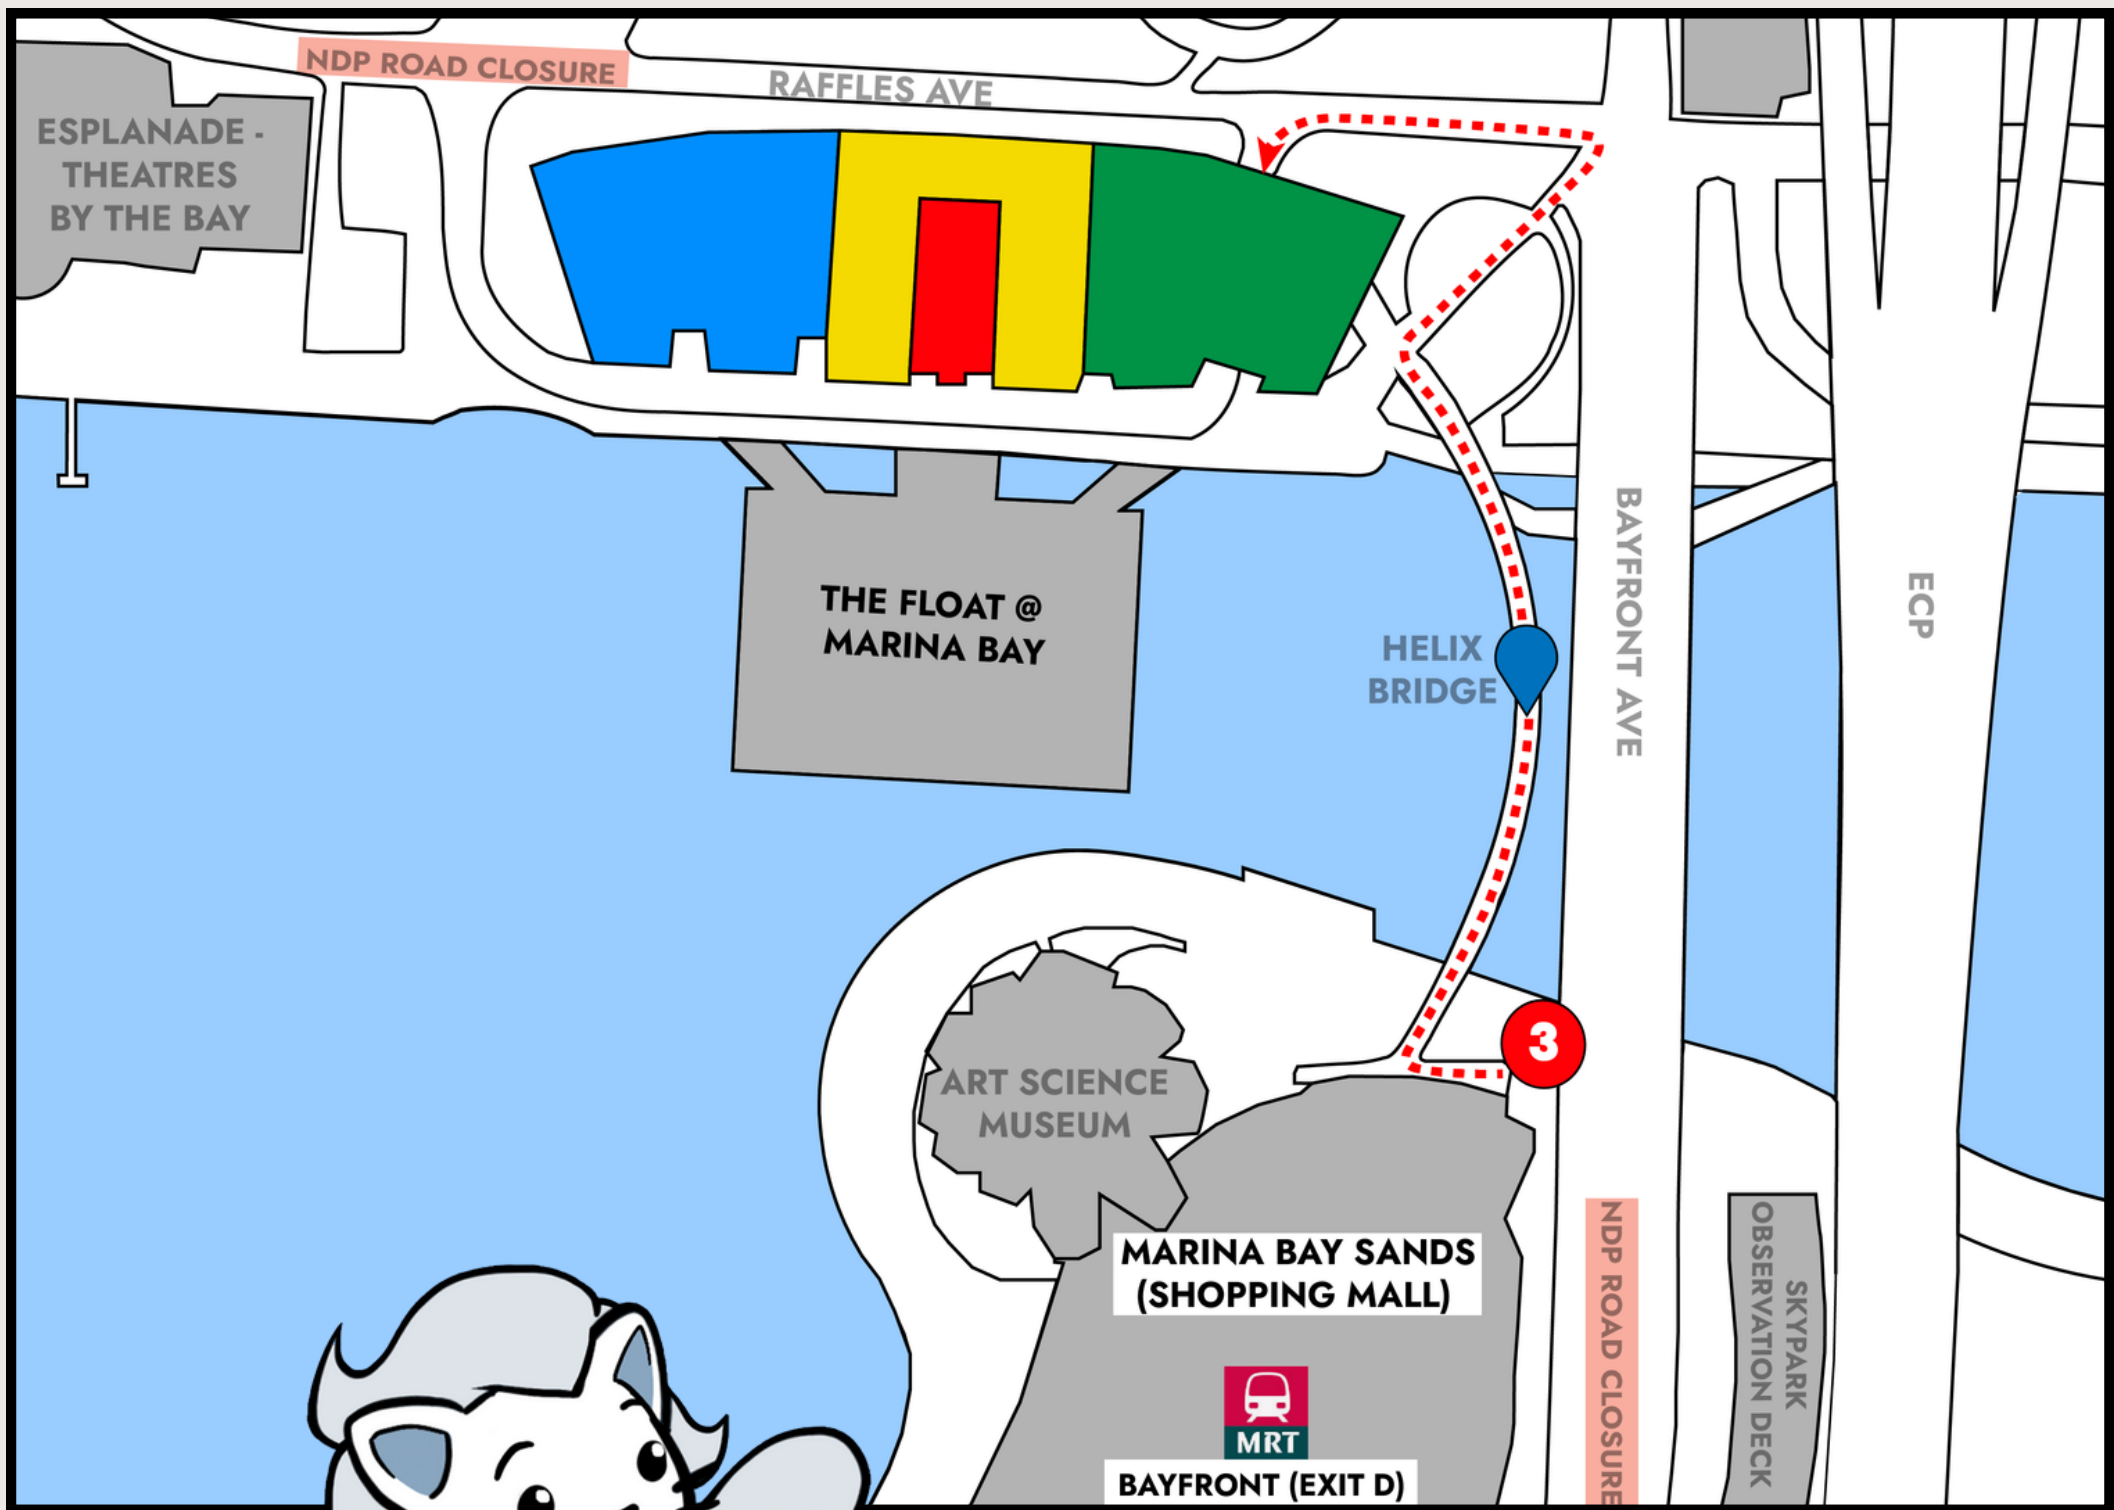 NDP ROAD CLOSURE
RAFFLES AVE
ESPLANADE -
THEATRES
BY THE BAY
THE FLOAT @
MARINA BAY
HELIX
BRIDGE
BAYFRONT AVE
ECP
3
ART SCIENCE
MUSEUM
MARINA BAY SANDS
(SHOPPING MALL)
MRT
BAYFRONT (EXIT D)
NDP ROAD CLOSURE
SKYPARK
OBSERVATION DECK